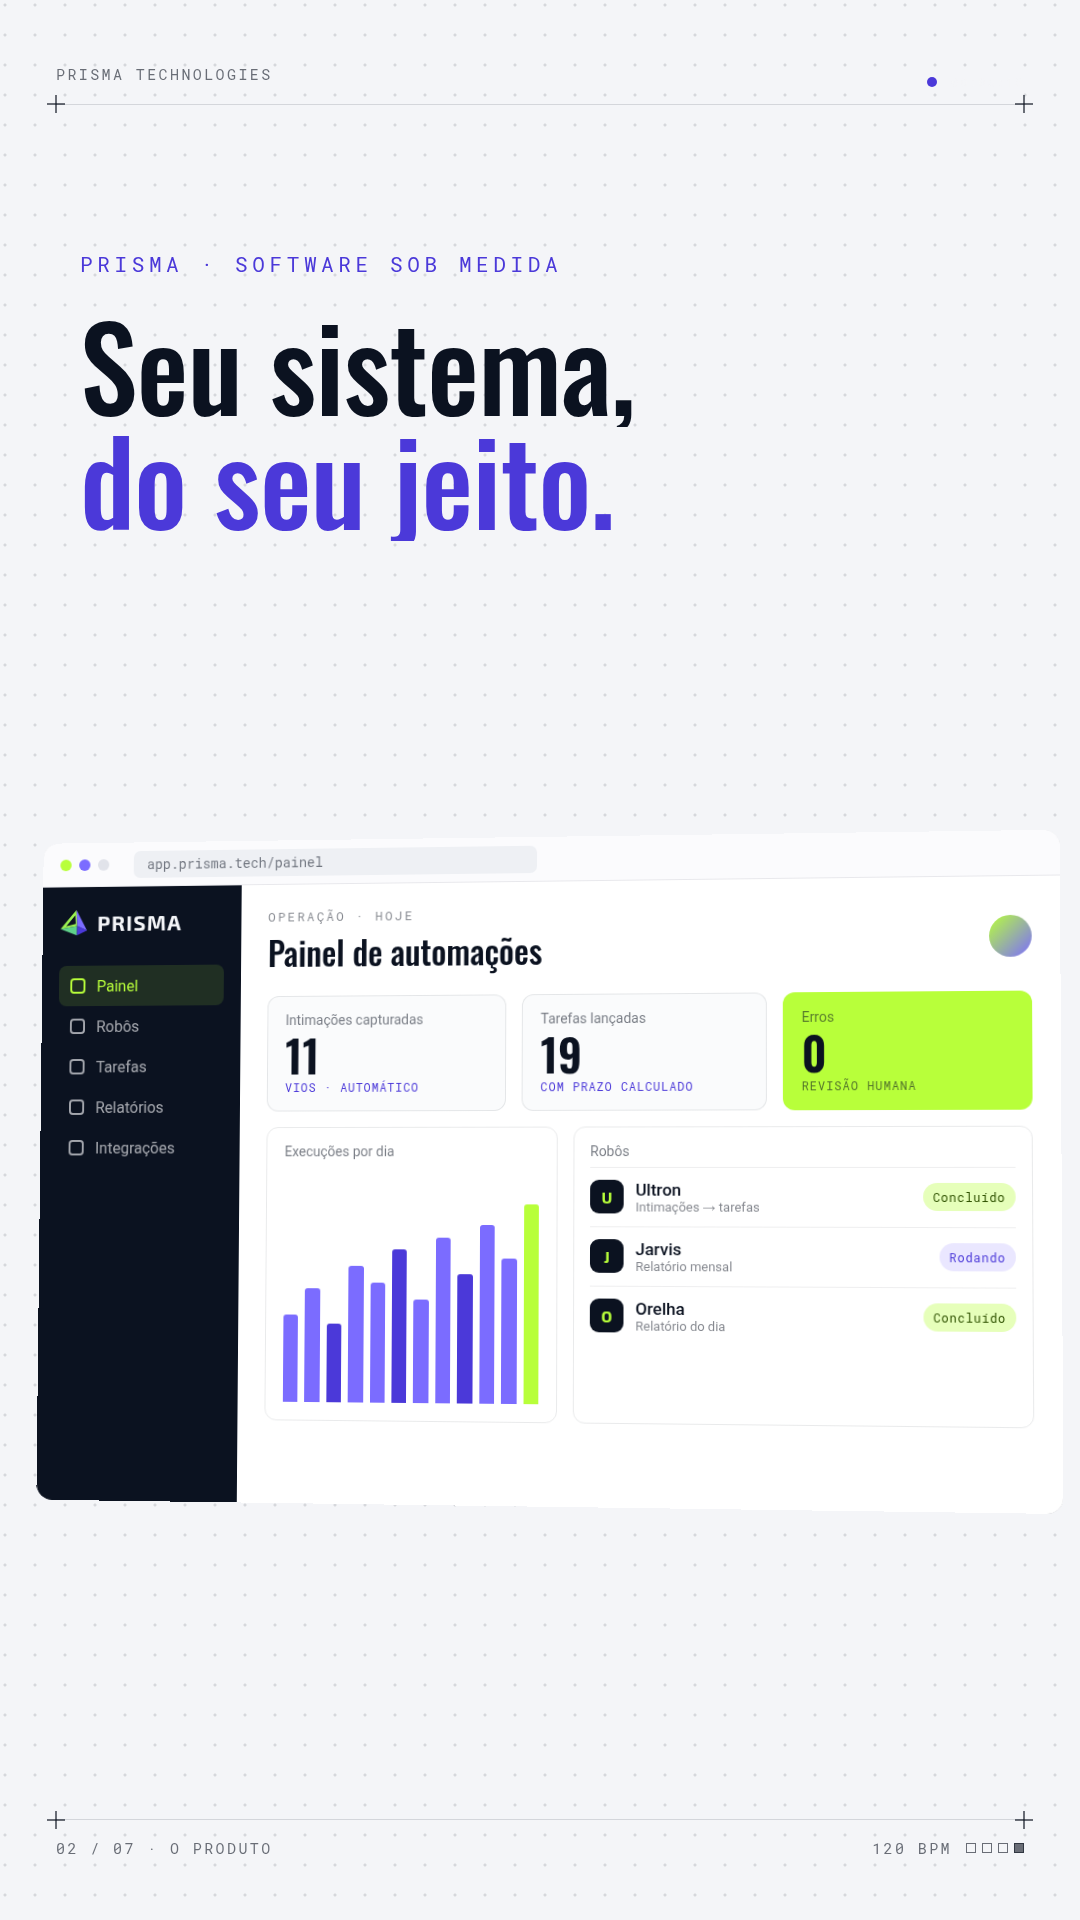 PRISMA TECHNOLOGIES
PRISMA · SOFTWARE SOB MEDIDA
Seu sistema,
do seu jeito.
app.prisma.tech/painel
PRISMA
Painel
Robôs
Tarefas
Relatórios
Integrações
OPERAÇÃO · HOJE
Painel de automações
Intimações capturadas
11
VIOS · AUTOMÁTICO
Tarefas lançadas
19
COM PRAZO CALCULADO
Erros
0
REVISÃO HUMANA
Execuções por dia
Robôs
U
Ultron
Intimações → tarefas
Concluído
J
Jarvis
Relatório mensal
Rodando
O
Orelha
Relatório do dia
Concluído
02 / 07 · O PRODUTO
120 BPM